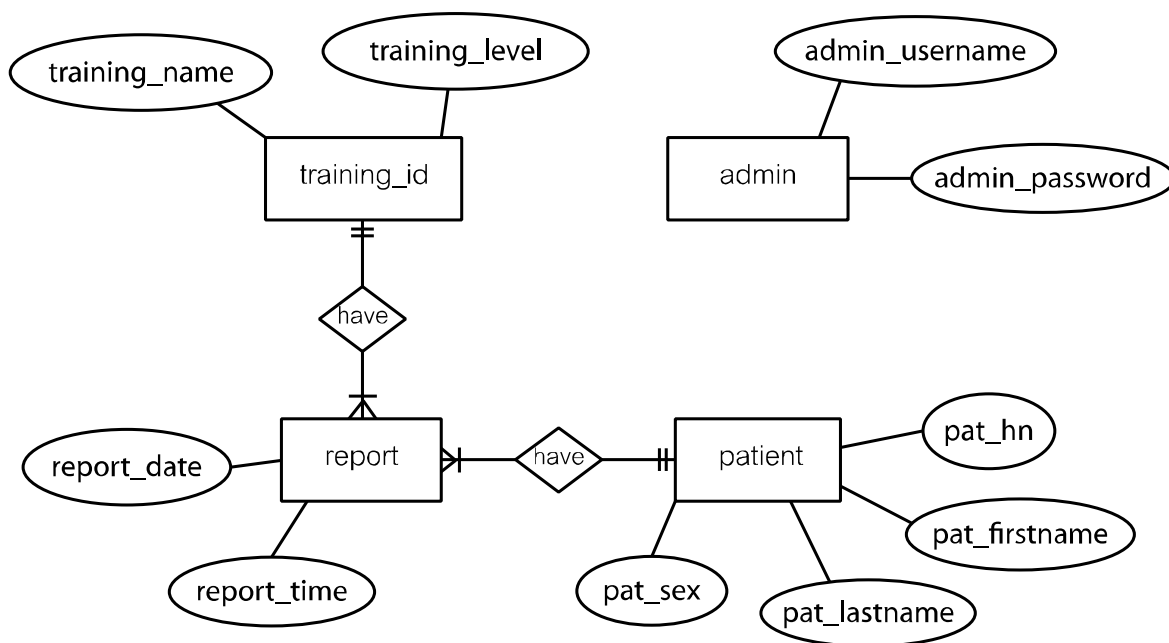 training_name
training_level
admin_username
training_id
admin
admin_password
have
report
have
patient
pat_hn
report_date
pat_firstname
report_time
pat_sex
pat_lastname